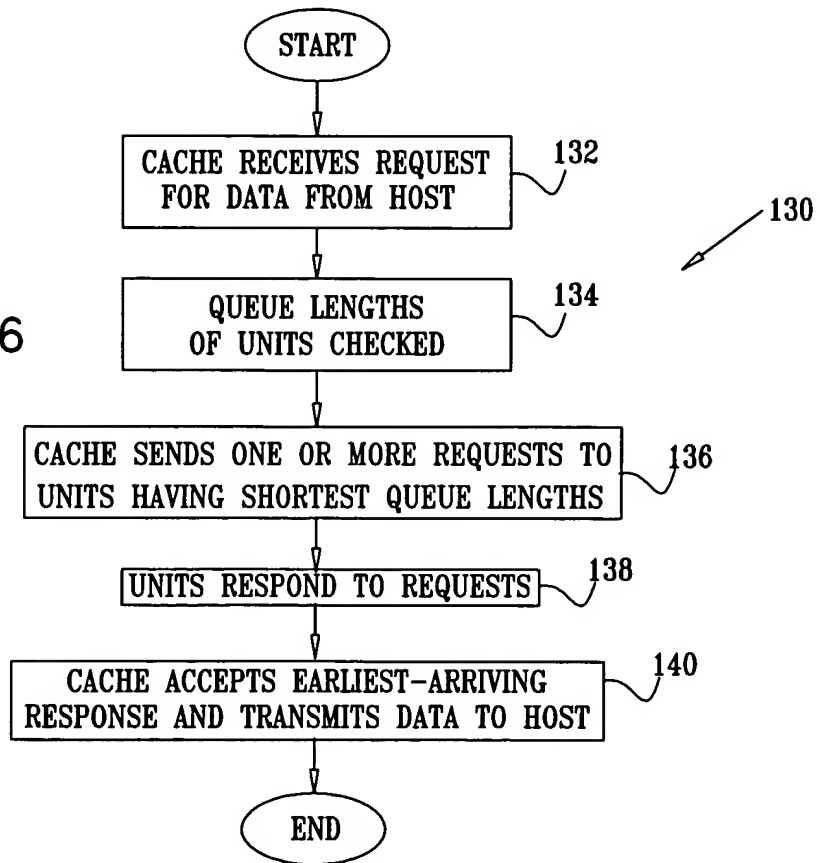 START
CACHE RECEIVES REQUEST
FOR DATA FROM HOST
132
130
QUEUE LENGTHS
OF UNITS CHECKED
134
6
CACHE SENDS ONE OR MORE REQUESTS TO
UNITS HAVING SHORTEST QUEUE LENGTHS
136
UNITS RESPOND TO REQUESTS
138
CACHE ACCEPTS EARLIEST-ARRIVING
RESPONSE AND TRANSMITS DATA TO HOST
140
END